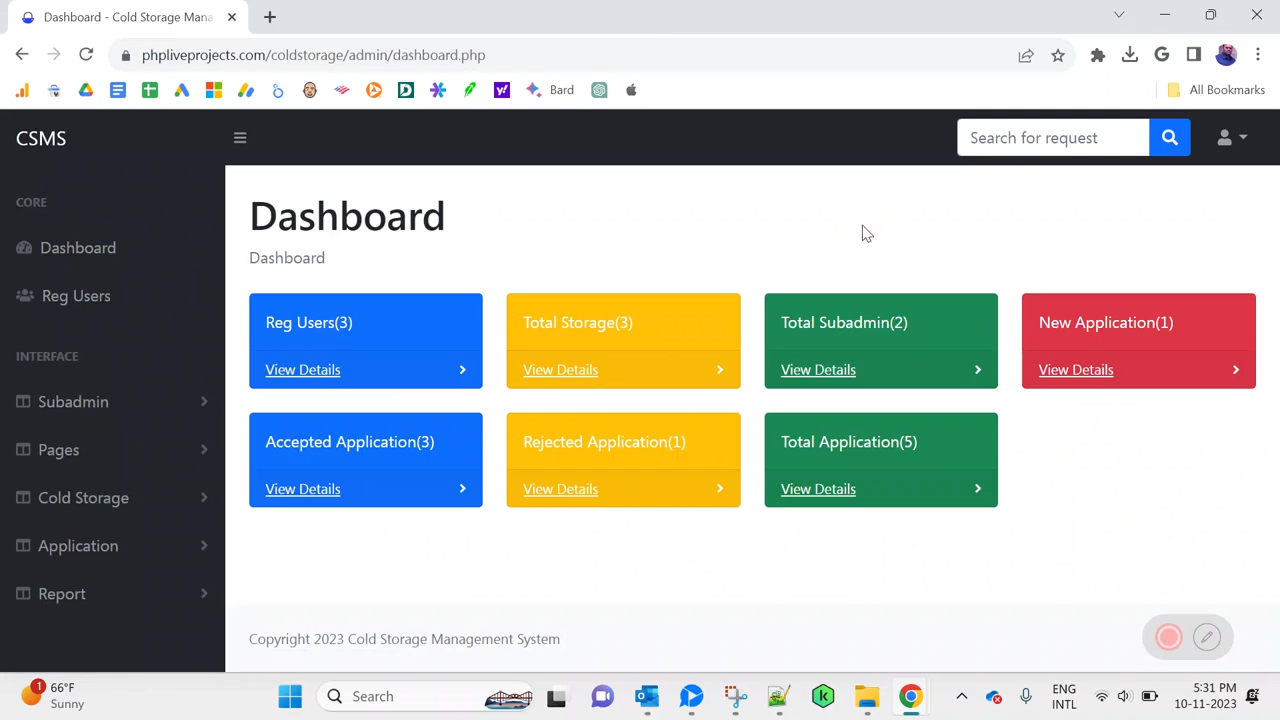 Dashboard - Cold Storage Mana
phpliveprojects.com/coldstorage/admin/dashboard.php
Bard
All Bookmarks
CSMS
Search for request
CORE
Dashboard
Reg Users
INTERFACE
Subadmin
Pages
Cold Storage
Application
Report
Dashboard
Dashboard
Reg Users(3)
View Details
Total Storage(3)
View Details
Total Subadmin(2)
View Details
New Application(1)
View Details
Accepted Application(3)
View Details
Rejected Application(1)
View Details
Total Application(5)
View Details
Copyright 2023 Cold Storage Management System
1
66°F
Sunny
Search
ENG
INTL
5:31 PM
10-11-2023